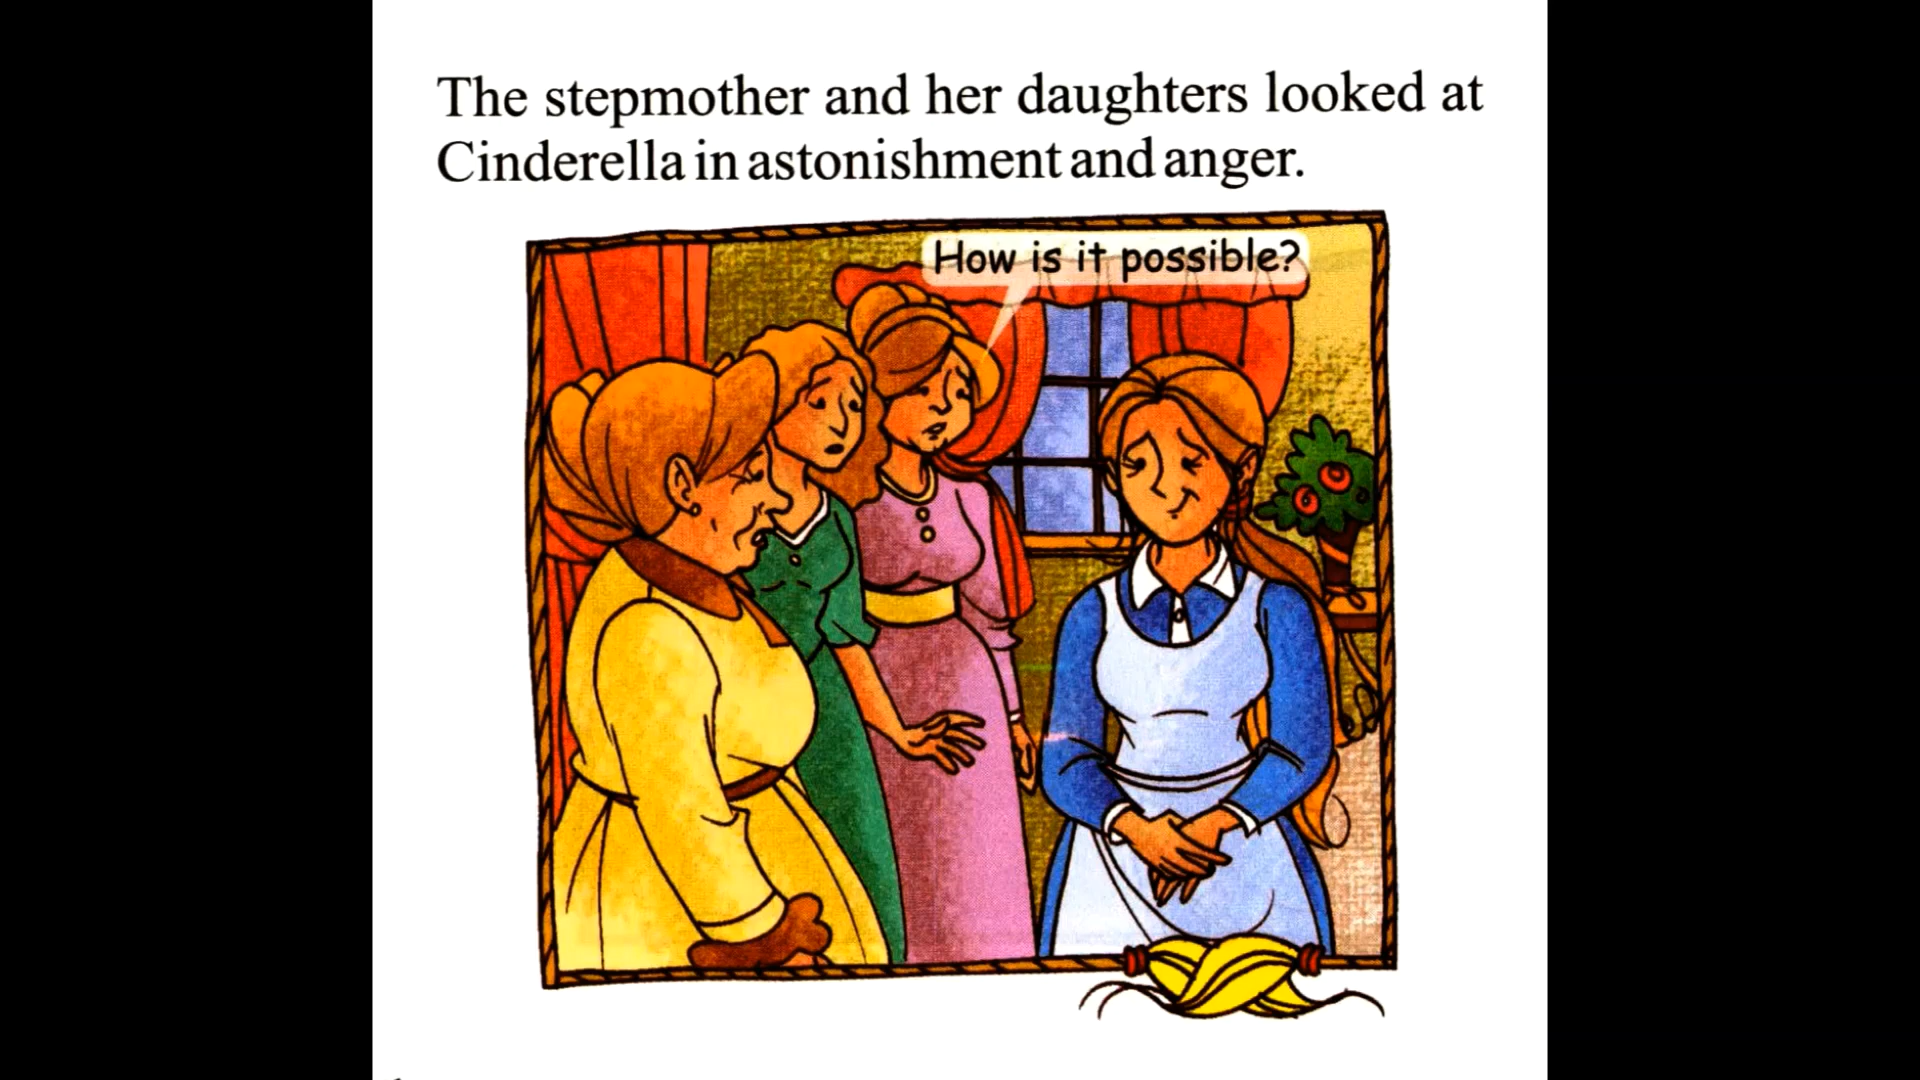 The stepmother and her daughters looked at
Cinderella in astonishment and anger.
How is it possible?